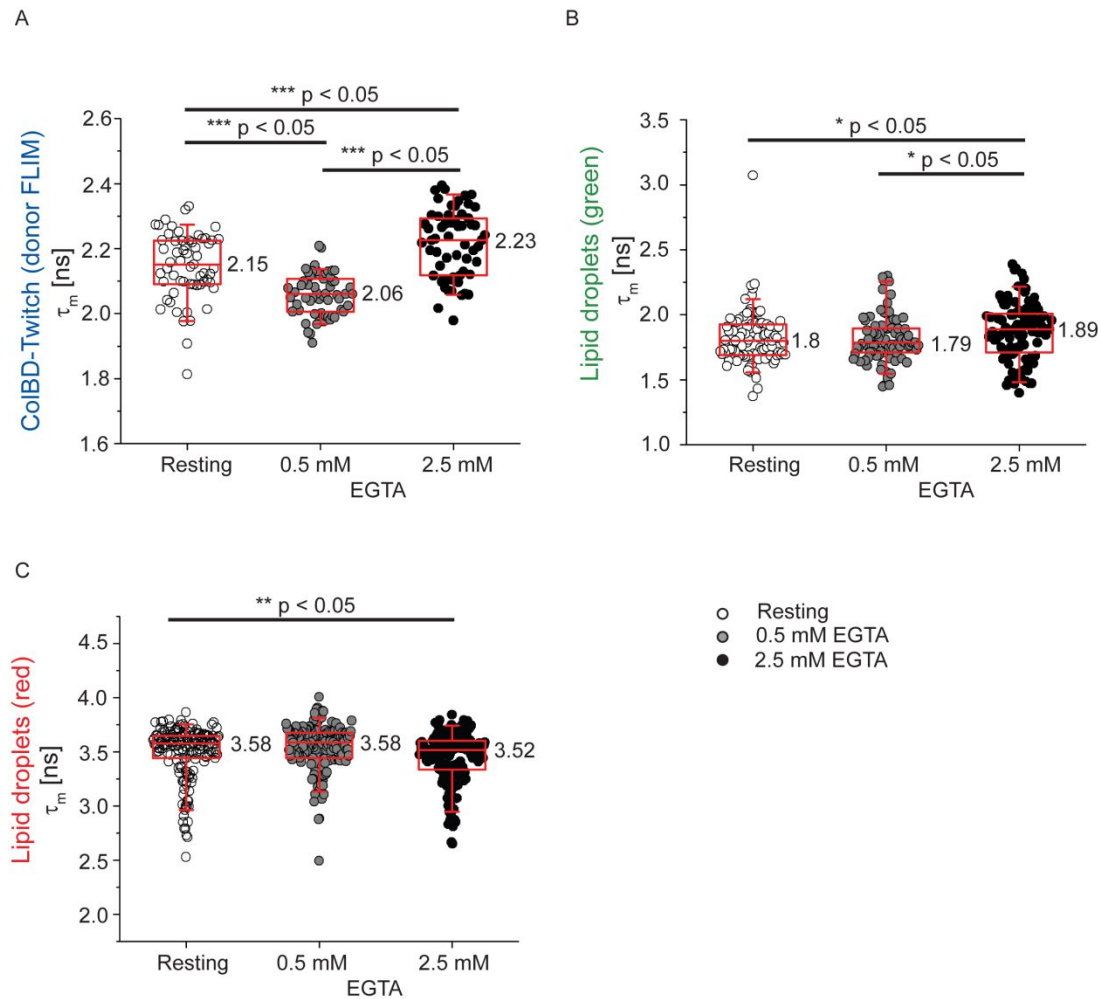 A
ColBD-Twitch (donor FLIM)
τm [ns]
2.6
2.4
2.2
2.0
1.8
1.6
*** p < 0.05
*** p < 0.05
*** p < 0.05
2.15
2.06
2.23
Resting
0.5 mM
2.5 mM
EGTA
B
Lipid droplets (green)
τm [ns]
3.5
3.0
2.5
2.0
1.5
1.0
* p < 0.05
* p < 0.05
1.8
1.79
1.89
Resting
0.5 mM
2.5 mM
EGTA
C
Lipid droplets (red)
τm [ns]
4.5
4.0
3.5
3.0
2.5
2.0
** p < 0.05
3.58
3.58
3.52
Resting
0.5 mM
2.5 mM
EGTA
Resting
0.5 mM EGTA
2.5 mM EGTA